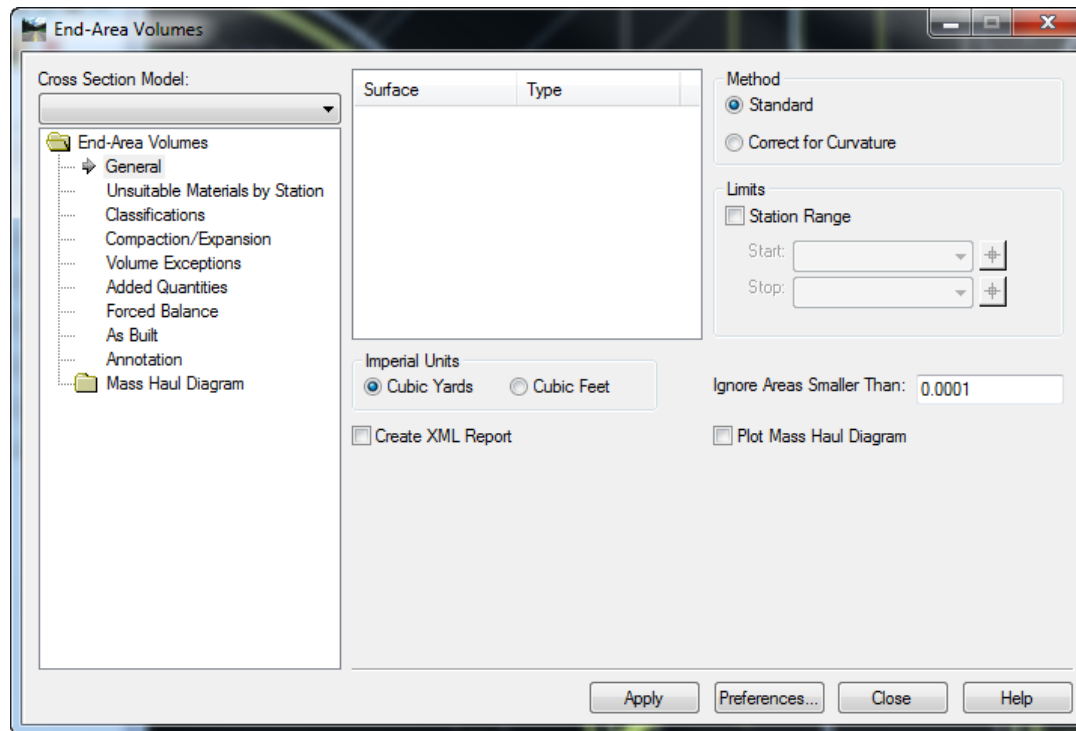 End-Area Volumes
Cross Section Model:
End-Area Volumes
General
Unsuitable Materials by Station
Classifications
Compaction/Expansion
Volume Exceptions
Added Quantities
Forced Balance
As Built
Annotation
Mass Haul Diagram
Surface Type
Method
Standard
Correct for Curvature
Limits
Station Range
Start:
Stop:
Imperial Units
Cubic Yards Cubic Feet
Ignore Areas Smaller Than: 0.0001
Create XML Report
Plot Mass Haul Diagram
Apply Preferences... Close Help